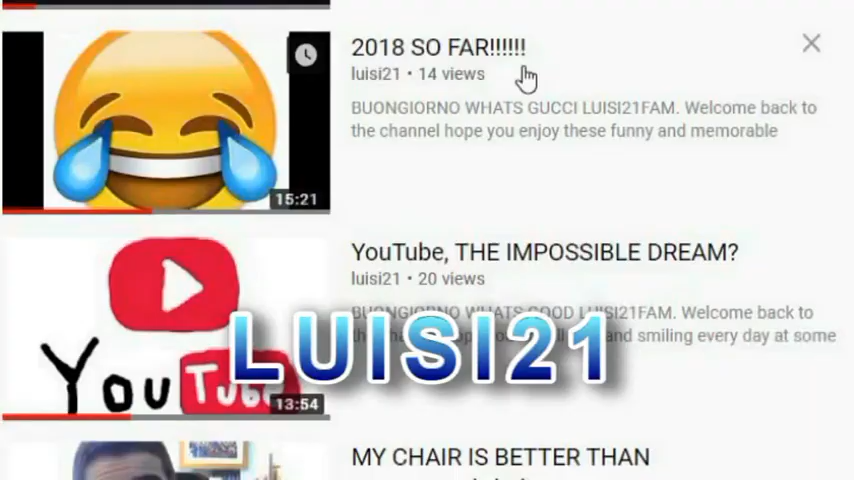 2018 SO FAR!!!!!!
luisi21 • 14 views
BUONGIORNO WHATS GUCCI LUISI21FAM. Welcome back to
the channel hope you enjoy these funny and memorable
15:21
YouTube, THE IMPOSSIBLE DREAM?
luisi21 • 20 views
BUONGIORNO WHATS GOOD LUISI21FAM. Welcome back to
and smiling every day at some
LUISI21
YouTube
13:54
MY CHAIR IS BETTER THAN